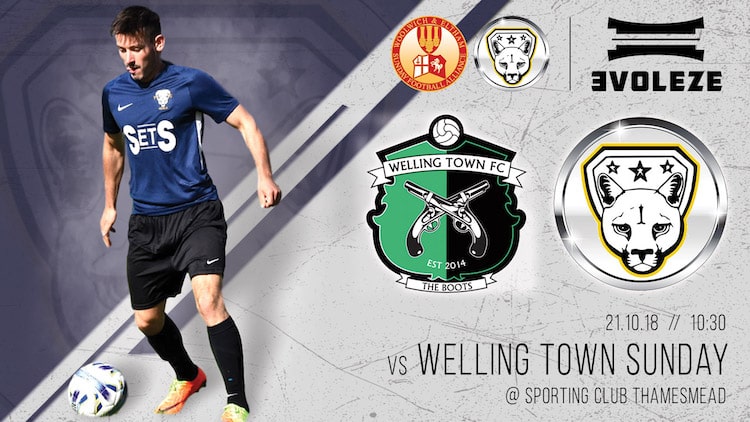 WOOLWICH & ELTHAM
SUNDAY FOOTBALL ALLIANCE
ƎVOLEZE
SETS
WELLING TOWN FC
EST 2014
THE BOOTS
21.10.18 // 10:30
vs WELLING TOWN SUNDAY
@ SPORTING CLUB THAMESMEAD